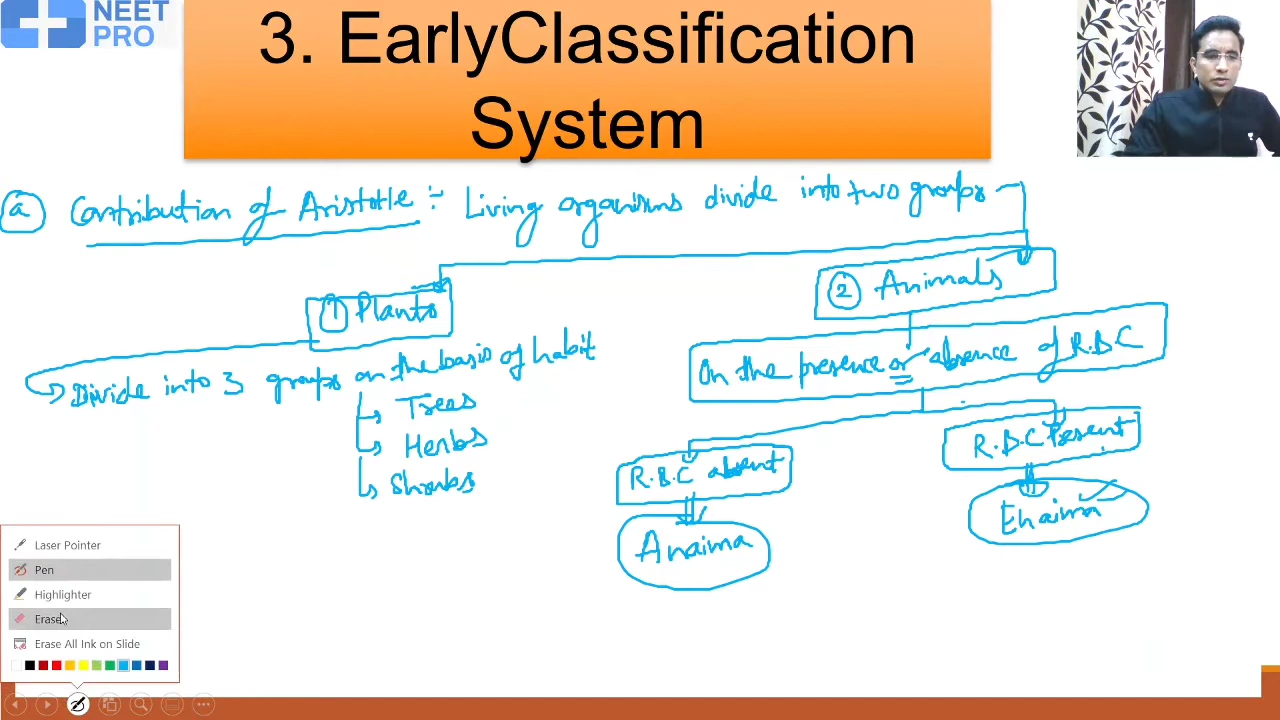 NEET
PRO
3. EarlyClassification
System
a Contribution of Aristotle :- Living organisms divide into two groups
1 Plants
2 Animals
Divide into 3 groups on the basis of habit
Trees
Herbs
Shrubs
On the presence or absence of R.B.C
R.B.C absent
R.B.C Present
Anaima
Enaima
Laser Pointer
Pen
Highlighter
Eraser
Erase All Ink on Slide